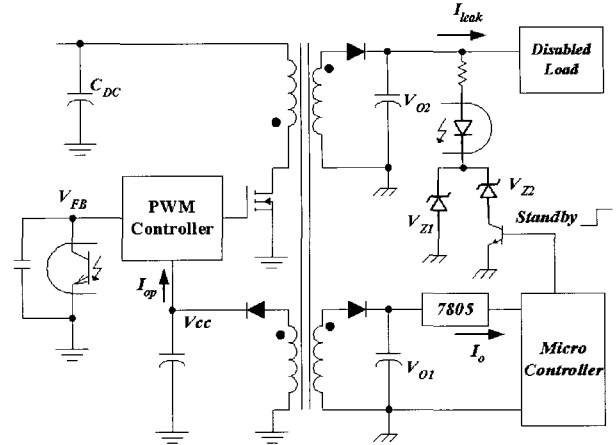 I_leak
Disabled
Load
C_DC
V_O2
V_FB
PWM
Controller
V_Z2
V_Z1
Standby
I_op
Vcc
7805
V_O1
I_o
Micro
Controller